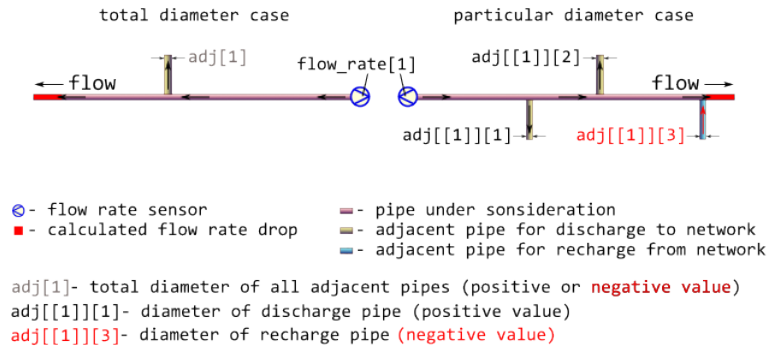 total diameter case
particular diameter case
adj[1]
adj[[1]][2]
flow_rate[1]
flow
flow
adj[[1]][1]
adj[[1]][3]
- flow rate sensor
- pipe under sonsideration
- calculated flow rate drop
- adjacent pipe for discharge to network
- adjacent pipe for recharge from network
adj[1]- total diameter of all adjacent pipes (positive or negative value)
adj[[1]][1]- diameter of discharge pipe (positive value)
adj[[1]][3]- diameter of recharge pipe (negative value)